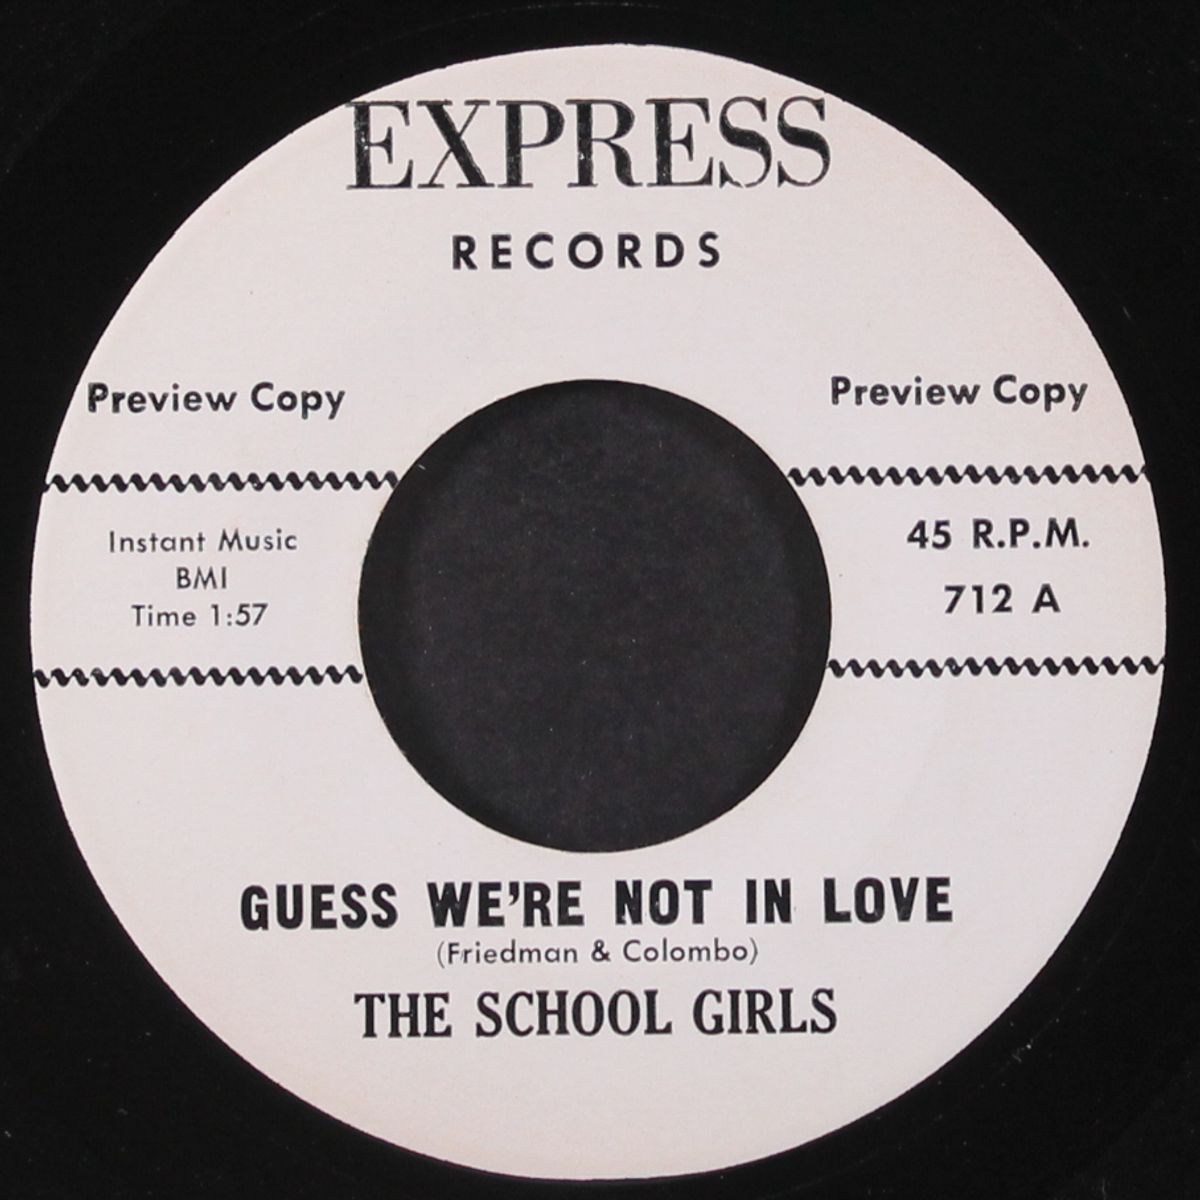 EXPRESS
RECORDS
Preview Copy
Preview Copy
Instant Music
BMI
Time 1:57
45 R.P.M.
712 A
GUESS WE'RE NOT IN LOVE
(Friedman & Colombo)
THE SCHOOL GIRLS